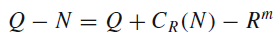 Q − N = Q + C_R(N) − R^m